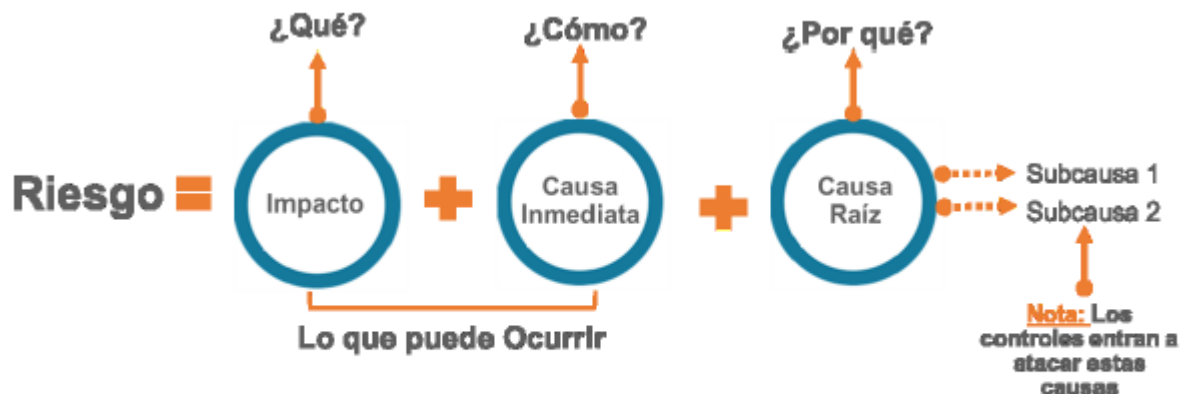 ¿Qué?
¿Cómo?
¿Por qué?
Riesgo =
Impacto
+
Causa
Inmediata
+
Causa
Raíz
Subcausa 1
Subcausa 2
Lo que puede Ocurrir
Nota: Los
controles entran a
atacar estas
causas